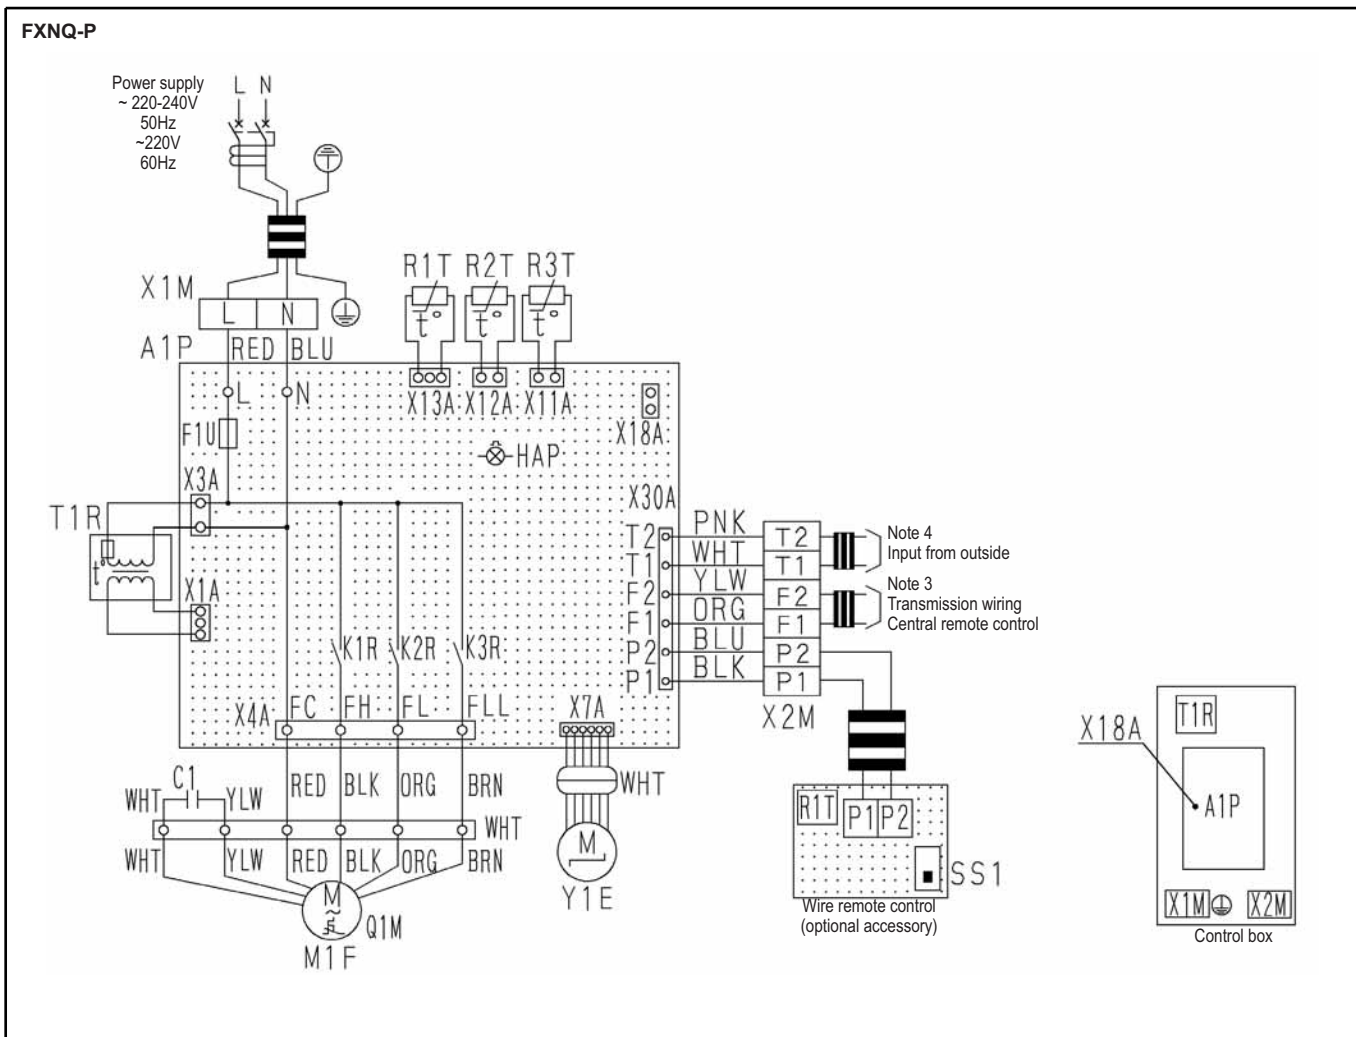 FXNQ-P
Power supply
~ 220-240V
50Hz
~220V
60Hz
L N
X1M
L N
A1P RED BLU
R1T R2T R3T
t° t° t°
X13A X12A X11A
L N
X18A
F1U
HAP
X3A
T1R
t°
X1A
X30A
T2 PNK T2
T1 WHT T1
F2 YLW F2
F1 ORG F1
P2 BLU P2
P1 BLK P1
X2M
Note 4
Input from outside
Note 3
Transmission wiring
Central remote control
K1R K2R K3R
X4A FC FH FL FLL
X7A
C1
WHT YLW RED BLK ORG BRN
WHT
WHT YLW RED BLK ORG BRN
M
~
Q1M
M1F
WHT
M
Y1E
R1T P1 P2
SS1
Wire remote control
(optional accessory)
X18A
T1R
A1P
X1M X2M
Control box